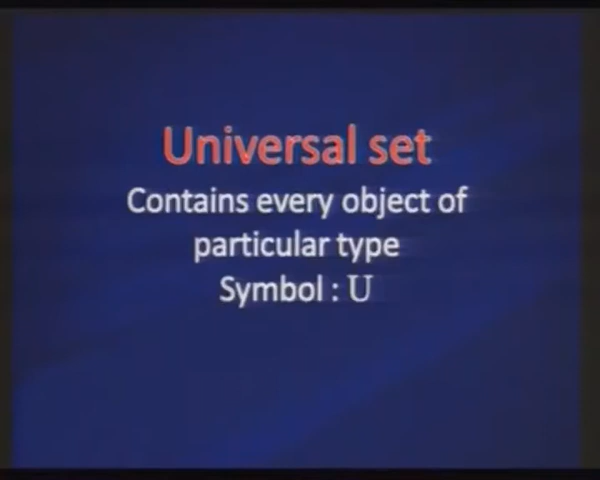 Universal set
Contains every object of
particular type
Symbol : U